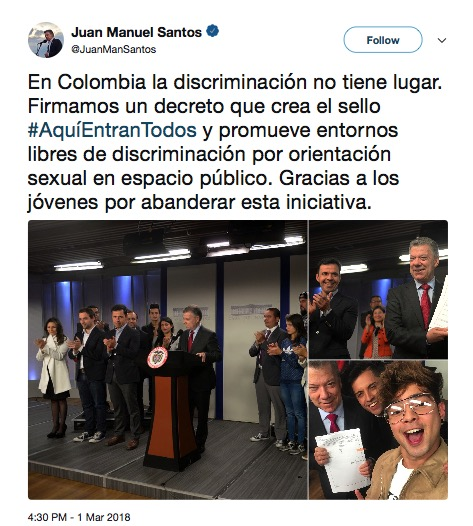 Juan Manuel Santos
@JuanManSantos
Follow
En Colombia la discriminación no tiene lugar.
Firmamos un decreto que crea el sello
#AquíEntranTodos y promueve entornos
libres de discriminación por orientación
sexual en espacio público. Gracias a los
jóvenes por abanderar esta iniciativa.
4:30 PM - 1 Mar 2018